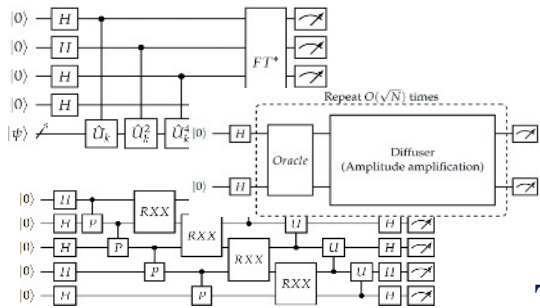 |0⟩ H
|0⟩ H
|0⟩ H FT†
|0⟩ H
Repeat O(√N) times
|ψ⟩ s Û_k Û_k^2 Û_k^4 |0⟩ H
Oracle
Diffuser
(Amplitude amplification)
|0⟩ H
|0⟩ H P RXX
|0⟩ H P RXX U H
|0⟩ H P RXX U H
|0⟩ H P RXX U H
|0⟩ H P H